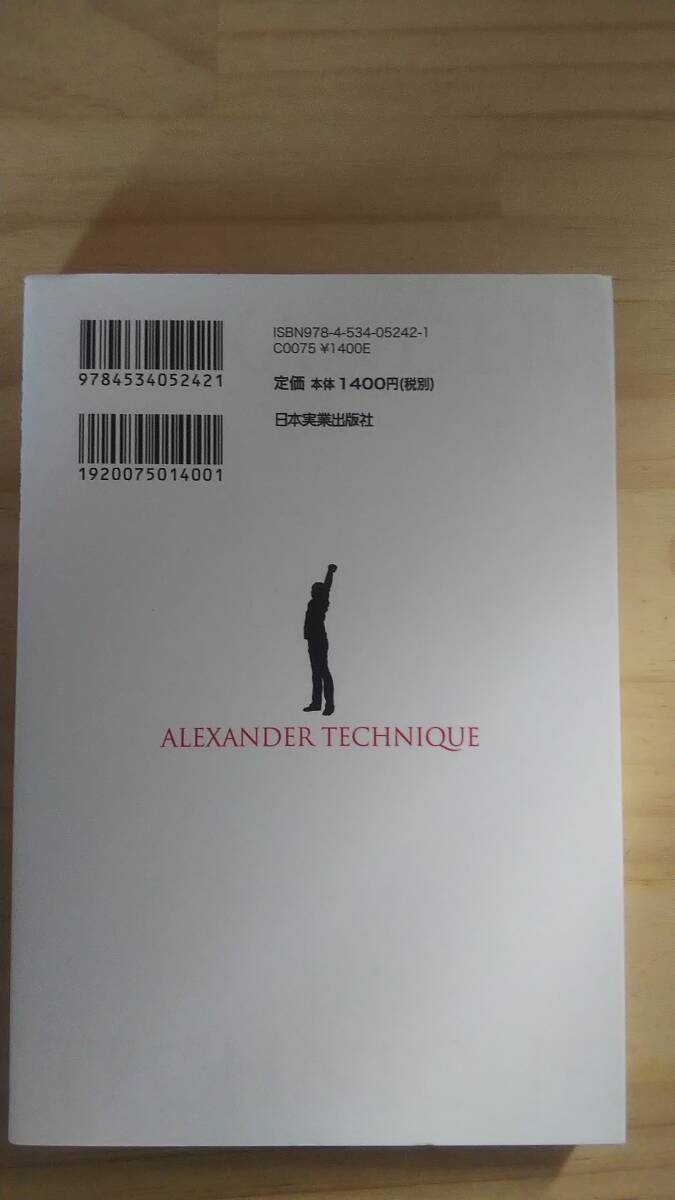 9784534052421
1920075014001
ISBN978-4-534-05242-1
C0075 ¥1400E
定価 本体1400円(税別)
日本実業出版社
ALEXANDER TECHNIQUE